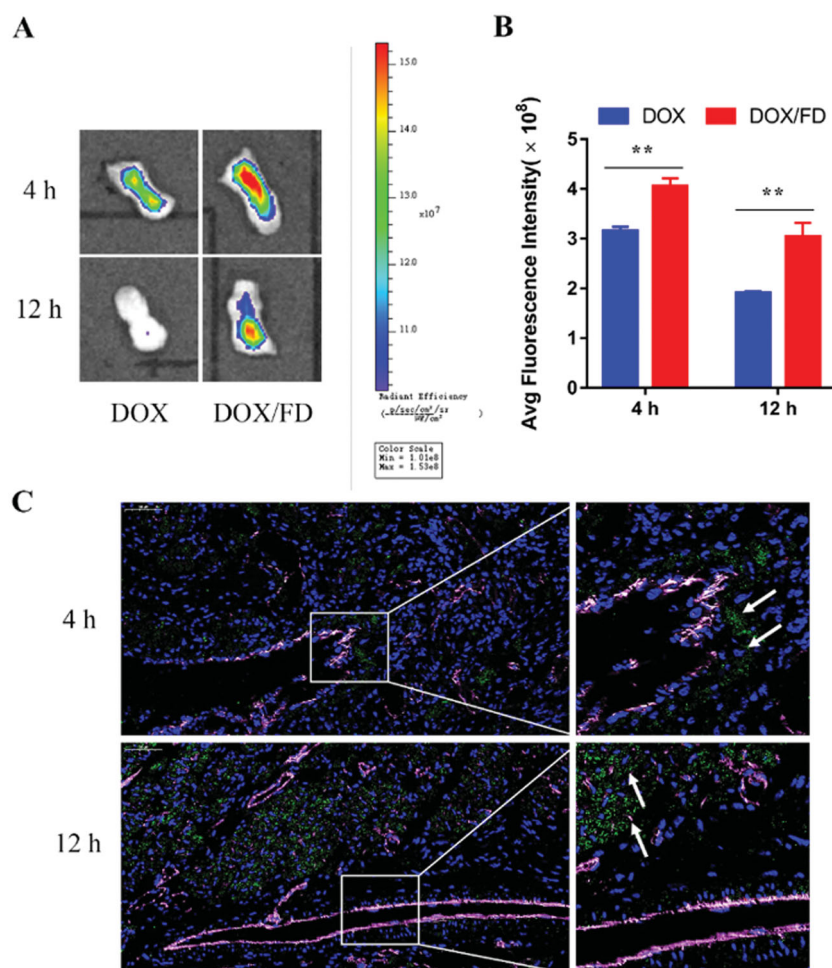 A
4 h
12 h
DOX
DOX/FD
15.0
14.0
13.0
x10⁷
12.0
11.0
Radiant Efficiency
Color Scale
Min = 1.01e8
Max = 1.53e8
B
DOX
DOX/FD
Avg Fluorescence Intensity( × 10⁸)
5
4
3
2
1
0
**
**
4 h
12 h
C
4 h
12 h